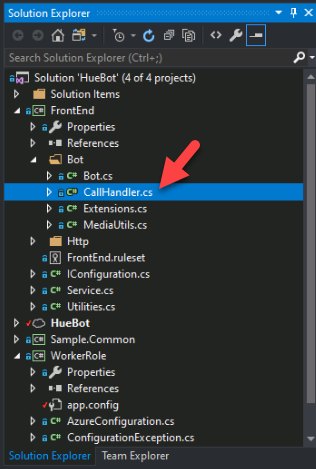 Solution Explorer
Search Solution Explorer (Ctrl+;)
Solution 'HueBot' (4 of 4 projects)
Solution Items
C# FrontEnd
Properties
References
Bot
C# Bot.cs
C# CallHandler.cs
C# Extensions.cs
C# MediaUtils.cs
Http
FrontEnd.ruleset
C# IConfiguration.cs
C# Service.cs
C# Utilities.cs
HueBot
C# Sample.Common
C# WorkerRole
Properties
References
app.config
C# AzureConfiguration.cs
C# ConfigurationException.cs
Solution Explorer Team Explorer